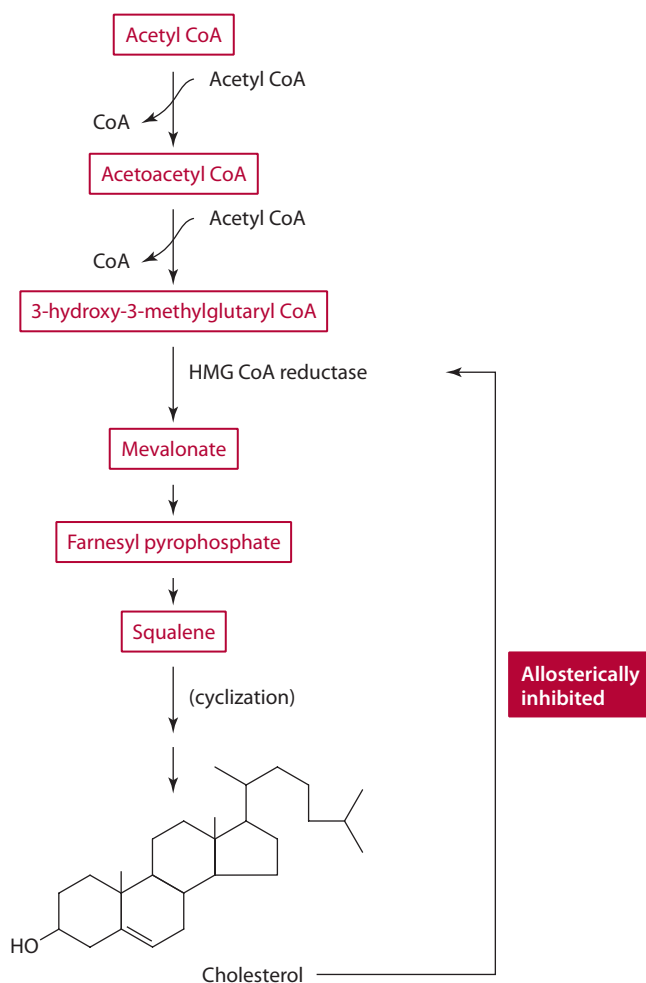 Acetyl CoA
Acetyl CoA
CoA
Acetoacetyl CoA
Acetyl CoA
CoA
3-hydroxy-3-methylglutaryl CoA
HMG CoA reductase
Mevalonate
Farnesyl pyrophosphate
Squalene
Allosterically
inhibited
(cyclization)
HO
Cholesterol